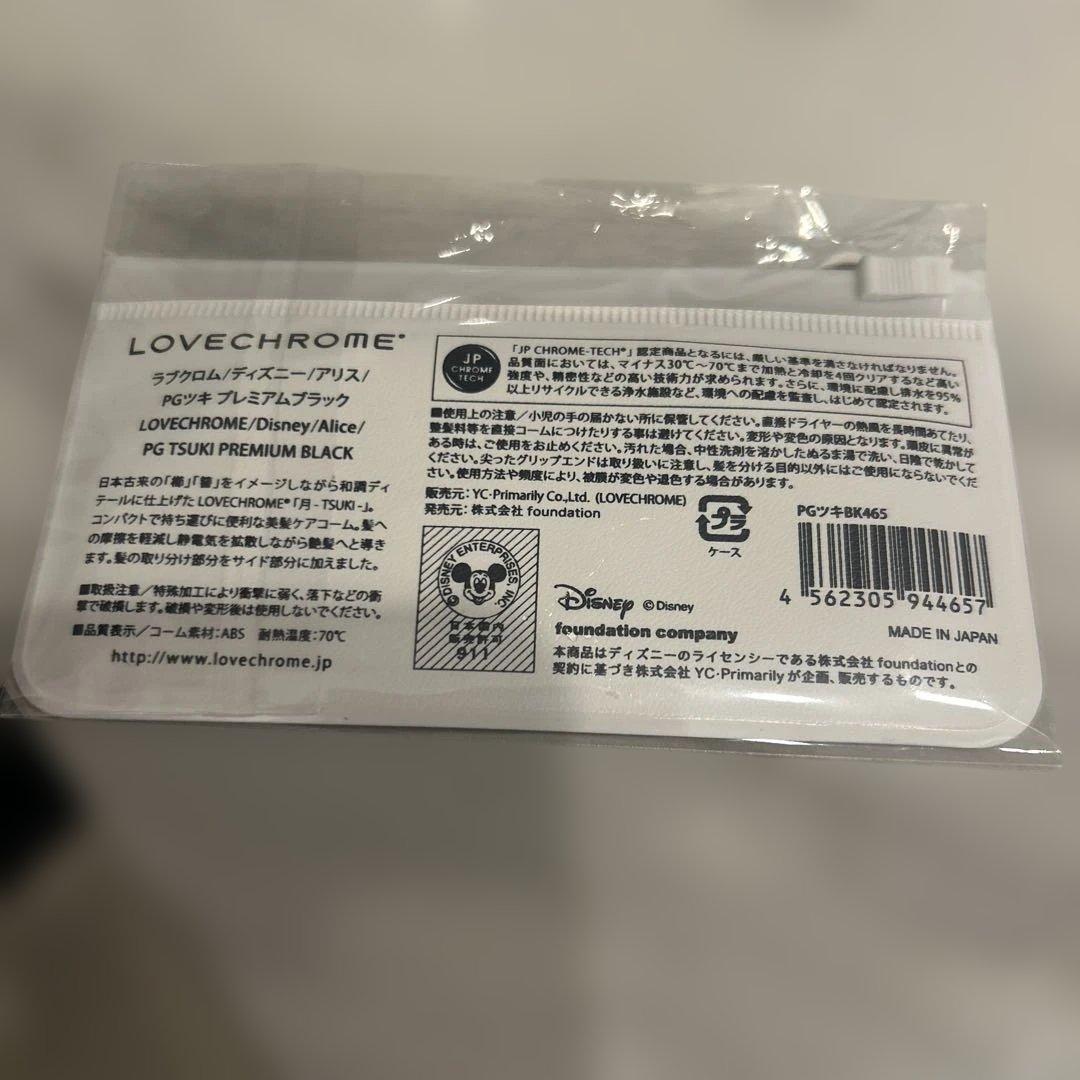 LOVECHROME®
ラブクロム/ディズニー/アリス/
PGツキ プレミアムブラック
LOVECHROME/Disney/Alice/
PG TSUKI PREMIUM BLACK
日本古来の「櫛」「簪」をイメージしながら和調ディ
テールに仕上げた LOVECHROME®「月 - TSUKI -」。
コンパクトで持ち運びに便利な美髪ケアコーム。髪へ
の摩擦を軽減し静電気を拡散しながら艶髪へと導き
ます。髪の取り分け部分をサイド部分に加えました。
■取扱注意/特殊加工により衝撃に弱く、落下などの衝
撃で破損します。破損や変形後は使用しないでください。
■品質表示/コーム素材:ABS 耐熱温度:70℃
http://www.lovechrome.jp
JP
CHROME
TECH
「JP CHROME-TECH®」認定商品となるには、厳しい基準を満さなければなりません。
品質面においては、マイナス30℃〜70℃まで加熱と冷却を4回クリアするなど高い
強度や、精密性などの高い技術力が求められます。さらに、環境に配慮し排水を95%
以上リサイクルできる浄水施設など、環境への配慮を監査し、はじめて認定されます。
■使用上の注意/小児の手の届かない所に保管してください。直接ドライヤーの熱風を長時間あてたり、
整髪料等を直接コームにつけたりする事は避けてください。変形や変色の原因となります。頭皮に異常が
ある時は、ご使用をお止めください。汚れた場合、中性洗剤を溶かしたぬるま湯で洗い、日陰で乾かして
ください。尖ったグリップエンドは取り扱いに注意し、髪を分ける目的以外にはご使用にならないでくだ
さい。使用方法や頻度により、被膜が変色や退色する場合があります。
販売元:YC・Primarily Co.,Ltd. (LOVECHROME)
発売元:株式会社 foundation
プラ
ケース
PGツキBK465
4 562305 944657
©DISNEY ENTERPRISES, INC.
日本国内
販売許可
911
Disney ©Disney
foundation company
MADE IN JAPAN
本商品はディズニーのライセンシーである株式会社 foundationとの
契約に基づき株式会社 YC・Primarily が企画、販売するものです。